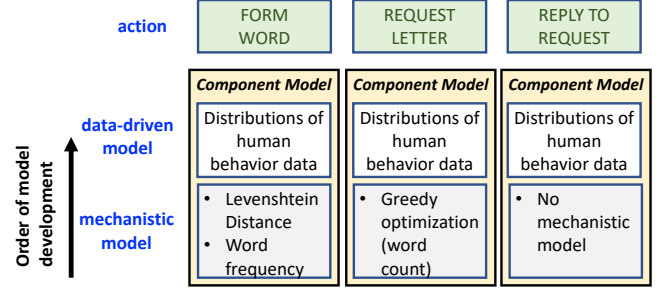 action
FORM
WORD
REQUEST
LETTER
REPLY TO
REQUEST
Order of model
development
data-driven
model
mechanistic
model
Component Model
Distributions of
human
behavior data
• Levenshtein
Distance
• Word
frequency
Component Model
Distributions of
human
behavior data
• Greedy
optimization
(word
count)
Component Model
Distributions of
human
behavior data
• No
mechanistic
model